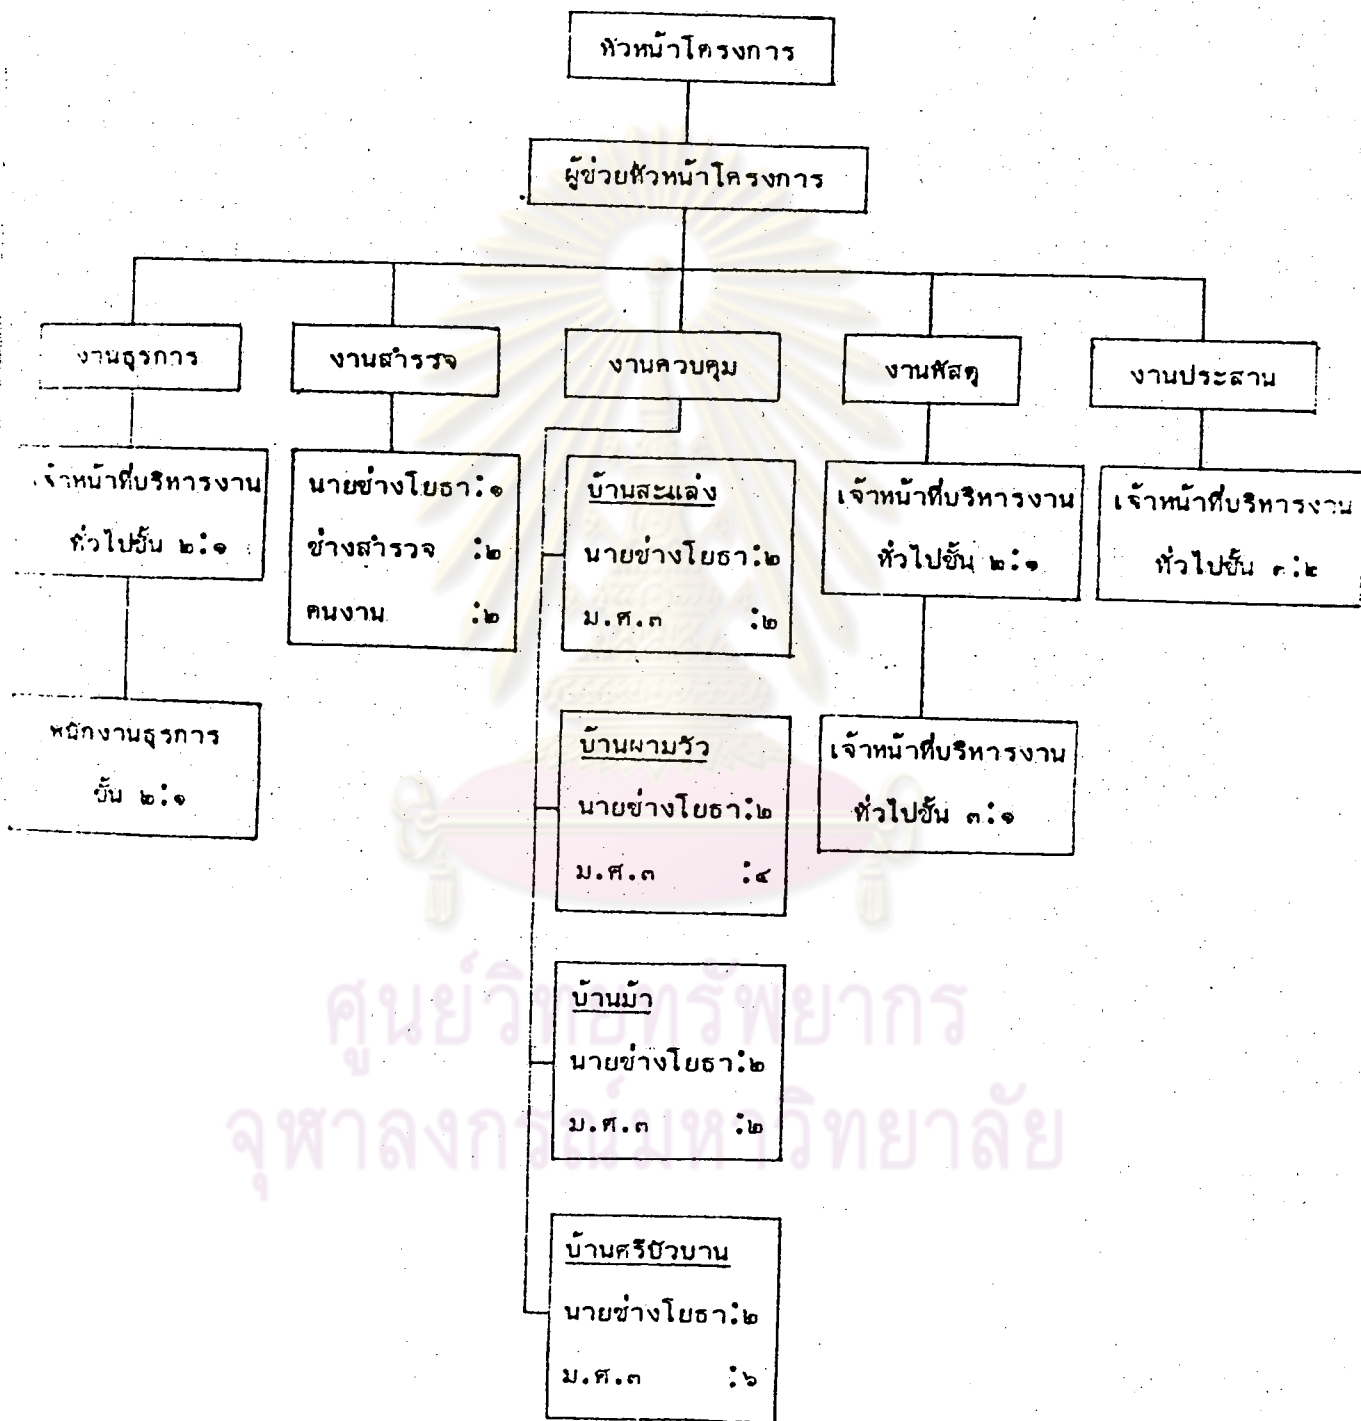 หัวหน้าโครงการ
ผู้ช่วยหัวหน้าโครงการ
งานธุรการ
งานสำรวจ
งานควบคุม
งานพัสดุ
งานประสาน
เจ้าหน้าที่บริหารงาน
ทั่วไปขั้น ๒:๑
พนักงานธุรการ
ขั้น ๒:๑
นายช่างโยธา:๑
ช่างสำรวจ :๒
คนงาน :๒
บ้านสะแล่ง
นายช่างโยธา:๒
ม.ศ.๓ :๒
บ้านผามวัว
นายช่างโยธา:๒
ม.ศ.๓ :๔
บ้านม้า
นายช่างโยธา:๒
ม.ศ.๓ :๒
บ้านศรีบัวบาน
นายช่างโยธา:๒
ม.ศ.๓ :๖
เจ้าหน้าที่บริหารงาน
ทั่วไปขั้น ๒:๑
เจ้าหน้าที่บริหารงาน
ทั่วไปขั้น ๓:๑
เจ้าหน้าที่บริหารงาน
ทั่วไปขั้น
ศูนย์วิทยทรัพยากร
จุฬาลงกรณ์มหาวิทยาลัย